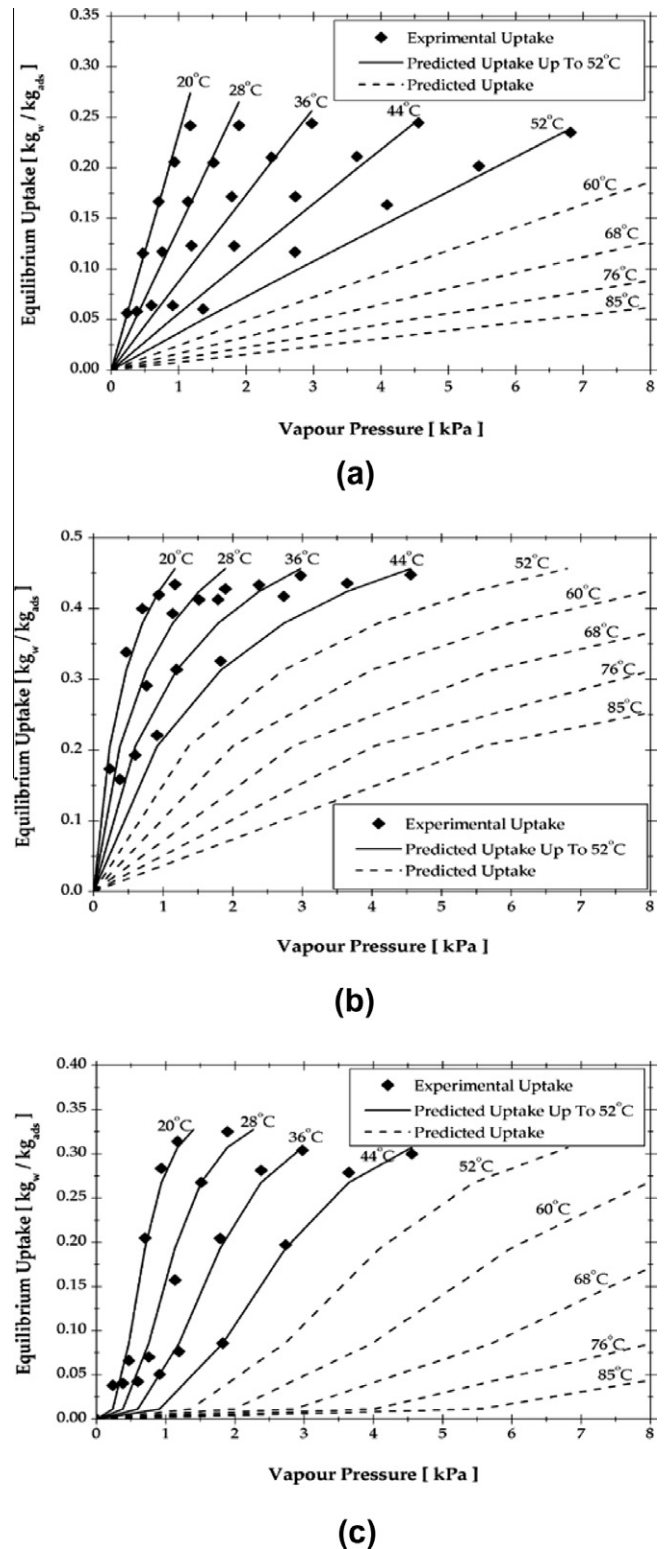 0.35
0.30
0.25
0.20
0.15
0.10
0.05
0.00
Equilibrium Uptake [ kgw / kgads ]
◆ Exprimental Uptake
Predicted Uptake Up To 52°C
Predicted Uptake
20°C
28°C
36°C
44°C
52°C
60°C
68°C
76°C
85°C
0 1 2 3 4 5 6 7 8
Vapour Pressure [ kPa ]
(a)
0.5
0.4
0.3
0.2
0.1
0.0
Equilibrium Uptake [ kgw / kgads ]
20°C
28°C
36°C
44°C
52°C
60°C
68°C
76°C
85°C
◆ Experimental Uptake
Predicted Uptake Up To 52°C
Predicted Uptake
0 1 2 3 4 5 6 7 8
Vapour Pressure [ kPa ]
(b)
0.40
0.35
0.30
0.25
0.20
0.15
0.10
0.05
0.00
Equilibrium Uptake [ kgw / kgads ]
◆ Experimental Uptake
Predicted Uptake Up To 52°C
Predicted Uptake
20°C
28°C
36°C
44°C
52°C
60°C
68°C
76°C
85°C
0 1 2 3 4 5 6 7 8
Vapour Pressure [ kPa ]
(c)